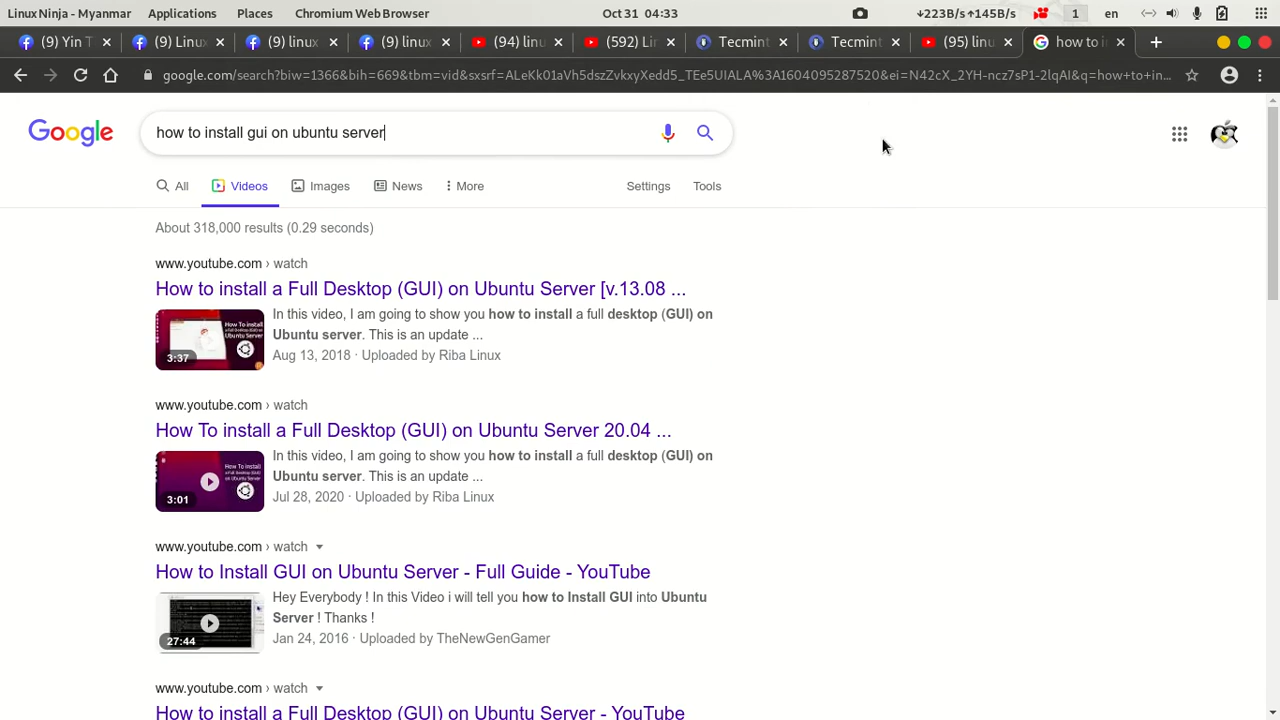 Linux Ninja - Myanmar Applications Places Chromium Web Browser Oct 31 04:33 ↓223B/s ↑145B/s 1 en
(9) Yin T (9) Linux (9) linux (9) linux (94) linu (592) Lin Tecmint Tecmint (95) linu how to in
google.com/search?biw=1366&bih=669&tbm=vid&sxsrf=ALeKk01aVh5dszZvkxyXedd5_TEe5UIALA%3A1604095287520&ei=N42cX_2YH-ncz7sP1-2lqAI&q=how+to+in...
Google how to install gui on ubuntu server
All Videos Images News More Settings Tools
About 318,000 results (0.29 seconds)
www.youtube.com › watch
How to install a Full Desktop (GUI) on Ubuntu Server [v.13.08 ...
In this video, I am going to show you how to install a full desktop (GUI) on
Ubuntu server. This is an update ...
3:37
Aug 13, 2018 · Uploaded by Riba Linux
www.youtube.com › watch
How To install a Full Desktop (GUI) on Ubuntu Server 20.04 ...
In this video, I am going to show you how to install a full desktop (GUI) on
Ubuntu server. This is an update ...
3:01
Jul 28, 2020 · Uploaded by Riba Linux
www.youtube.com › watch
How to Install GUI on Ubuntu Server - Full Guide - YouTube
Hey Everybody ! In this Video i will tell you how to Install GUI into Ubuntu
Server ! Thanks !
27:44
Jan 24, 2016 · Uploaded by TheNewGenGamer
www.youtube.com › watch
How to install a Full Desktop (GUI) on Ubuntu Server - YouTube